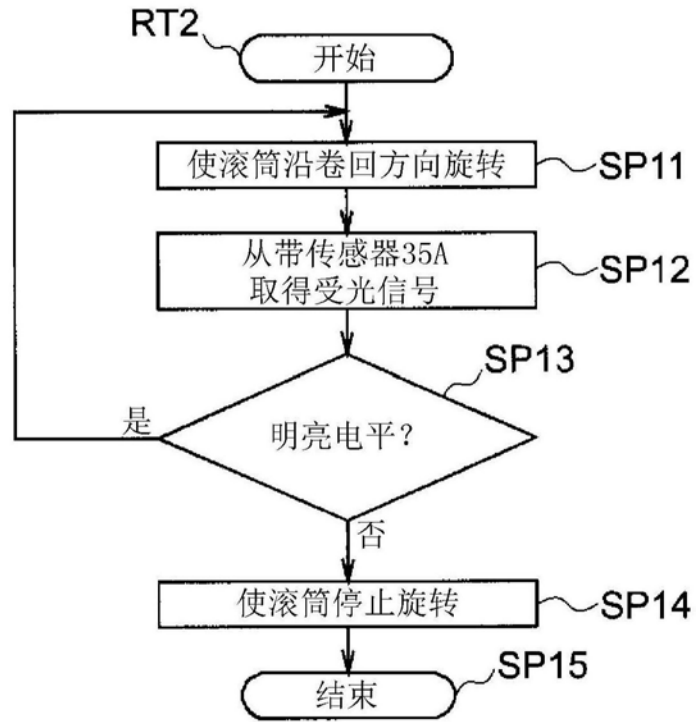 RT2
开始
使滚筒沿卷回方向旋转
SP11
从带传感器35A
取得受光信号
SP12
SP13
是
明亮电平？
否
使滚筒停止旋转
SP14
SP15
结束